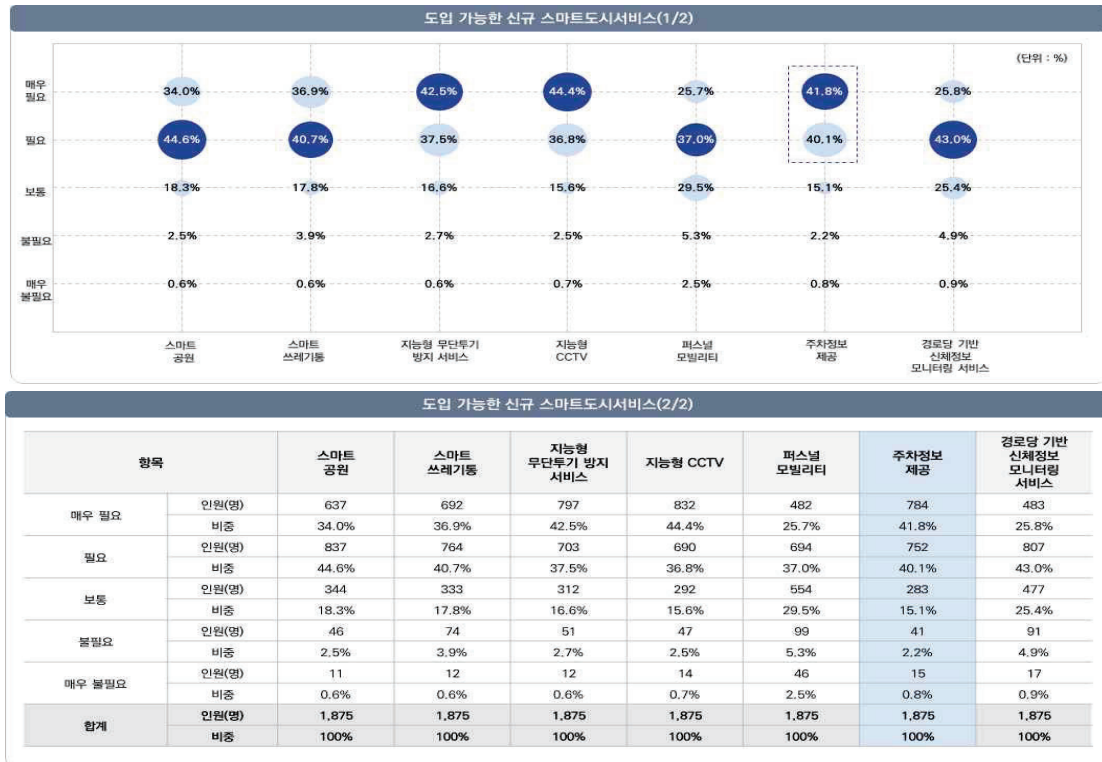 도입 가능한 신규 스마트도시서비스(1/2)
(단위 : %)
매우
필요
34.0% 36.9% 42.5% 44.4% 25.7% 41.8% 25.8%
필요 44.6% 40.7% 37.5% 36.8% 37.0% 40.1% 43.0%
보통 18.3% 17.8% 16.6% 15.6% 29.5% 15.1% 25.4%
불필요 2.5% 3.9% 2.7% 2.5% 5.3% 2.2% 4.9%
매우
불필요
0.6% 0.6% 0.6% 0.7% 2.5% 0.8% 0.9%
스마트
공원
스마트
쓰레기통
지능형 무단투기
방지 서비스
지능형
CCTV
퍼스널
모빌리티
주차정보
제공
경로당 기반
신체정보
모니터링 서비스
도입 가능한 신규 스마트도시서비스(2/2)
항목
스마트
공원
스마트
쓰레기통
지능형
무단투기 방지
서비스
지능형 CCTV
퍼스널
모빌리티
주차정보
제공
경로당 기반
신체정보
모니터링
서비스
매우 필요
인원(명) 637 692 797 832 482 784 483
비중 34.0% 36.9% 42.5% 44.4% 25.7% 41.8% 25.8%
필요
인원(명) 837 764 703 690 694 752 807
비중 44.6% 40.7% 37.5% 36.8% 37.0% 40.1% 43.0%
보통
인원(명) 344 333 312 292 554 283 477
비중 18.3% 17.8% 16.6% 15.6% 29.5% 15.1% 25.4%
불필요
인원(명) 46 74 51 47 99 41 91
비중 2.5% 3.9% 2.7% 2.5% 5.3% 2.2% 4.9%
매우 불필요
인원(명) 11 12 12 14 46 15 17
비중 0.6% 0.6% 0.6% 0.7% 2.5% 0.8% 0.9%
합계
인원(명) 1,875 1,875 1,875 1,875 1,875 1,875 1,875
비중 100% 100% 100% 100% 100% 100% 100%